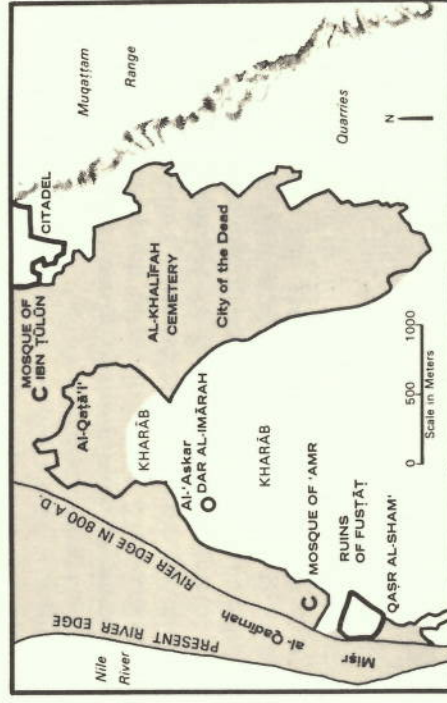 Muqaṭṭam
Range
Nile
River
PRESENT RIVER EDGE
RIVER EDGE IN 800 A.D.
MOSQUE OF
IBN ṬŪLŪN
C
CITADEL
Al-Qaṭā'i'
AL-KHALĪFAH
CEMETERY
City of the Dead
KHARĀB
Al-'Askar
DAR AL-IMĀRAH
KHARĀB
Quarries
MOSQUE OF 'AMR
C
RUINS
OF FUSṬĀṬ
QAṢR AL-SHAM'
Miṣr
al-Qadīmah
0
500
1000
Scale in Meters
N